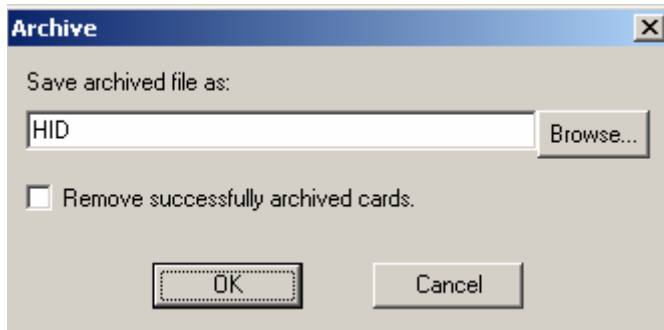 Archive
Save archived file as:
HID
Browse...
Remove successfully archived cards.
OK
Cancel